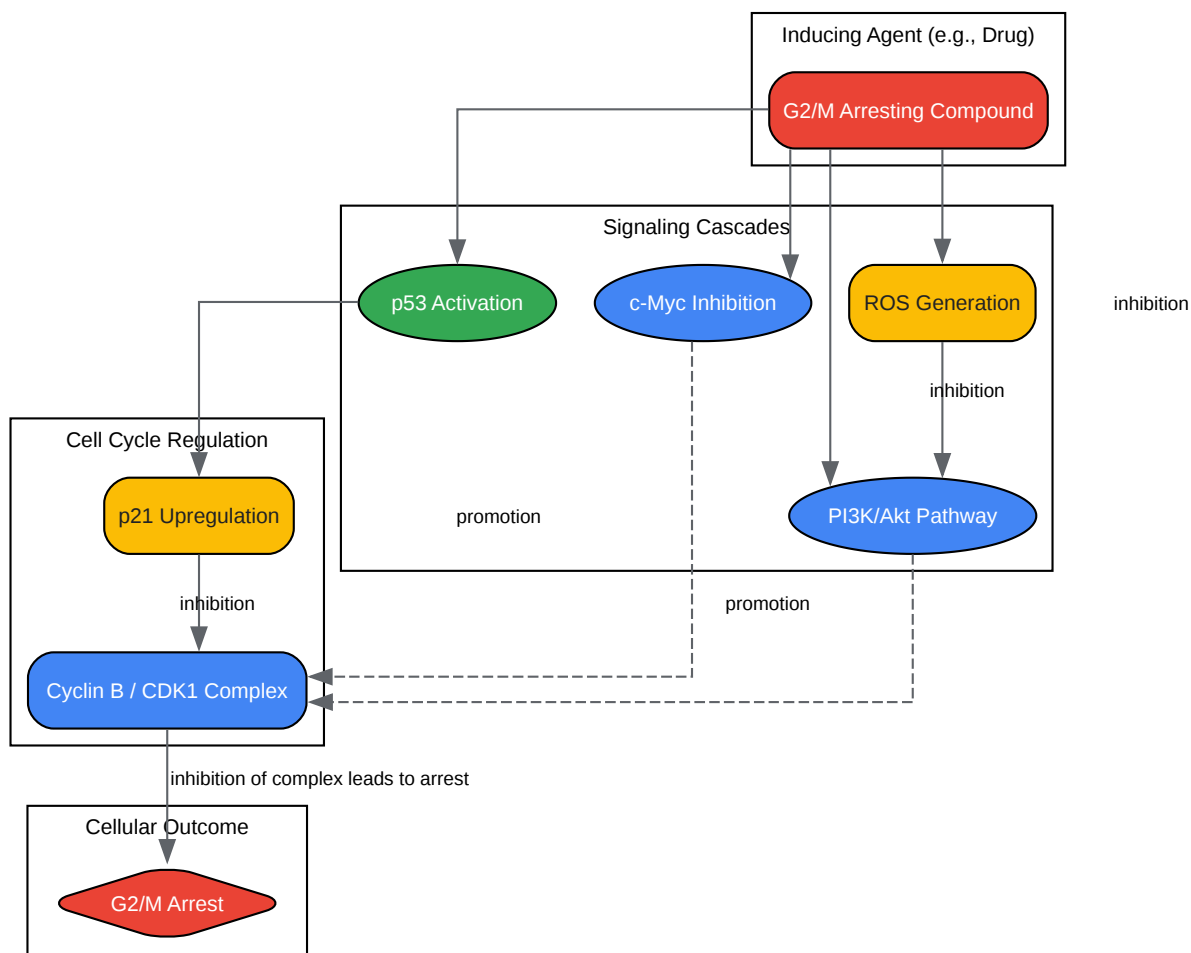 Inducing Agent (e.g., Drug)
G2/M Arresting Compound
Signaling Cascades
p53 Activation
c-Myc Inhibition
ROS Generation
inhibition
inhibition
Cell Cycle Regulation
p21 Upregulation
promotion
PI3K/Akt Pathway
inhibition
promotion
Cyclin B / CDK1 Complex
inhibition of complex leads to arrest
Cellular Outcome
G2/M Arrest